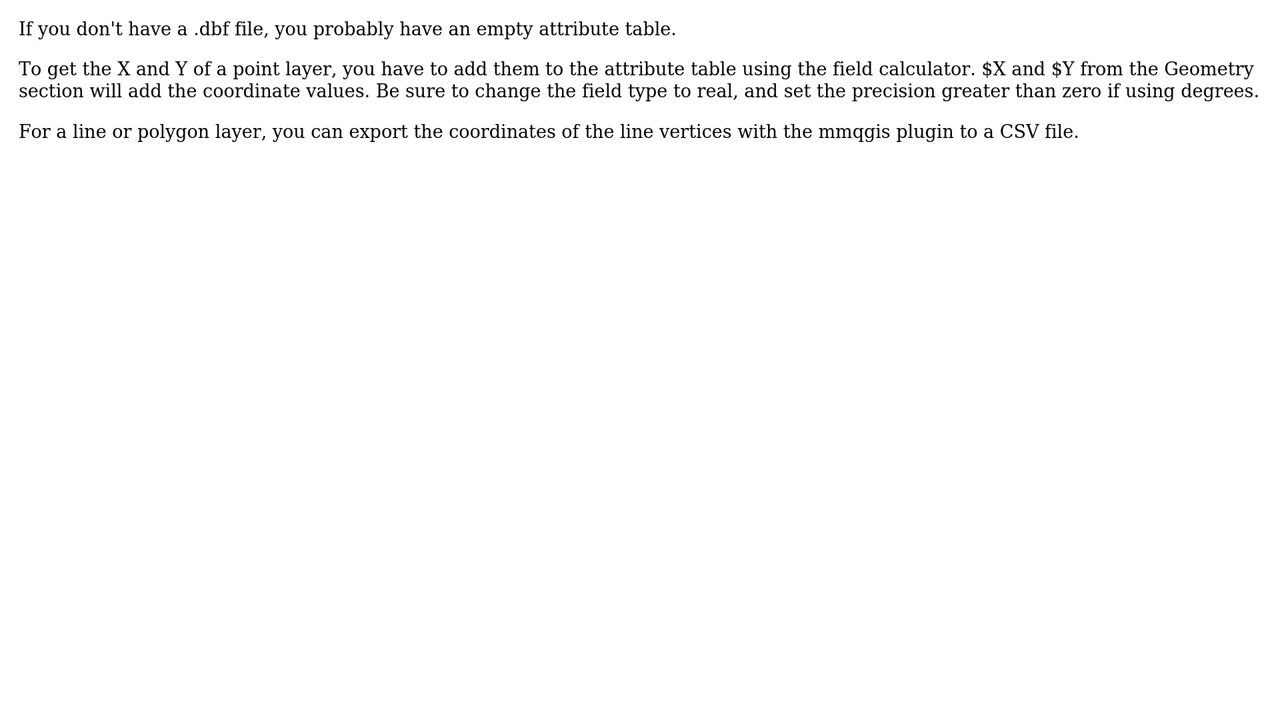 If you don't have a .dbf file, you probably have an empty attribute table.
To get the X and Y of a point layer, you have to add them to the attribute table using the field calculator. $X and $Y from the Geometry
section will add the coordinate values. Be sure to change the field type to real, and set the precision greater than zero if using degrees.
For a line or polygon layer, you can export the coordinates of the line vertices with the mmqgis plugin to a CSV file.